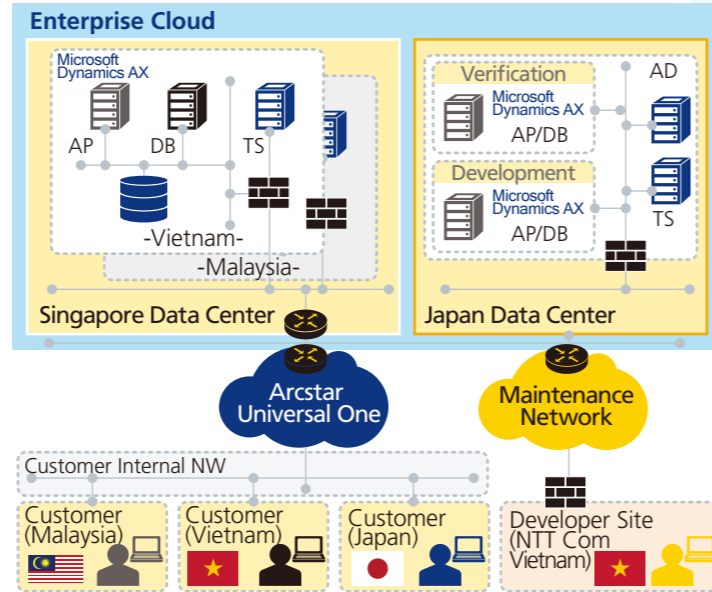 Enterprise Cloud
Microsoft
Dynamics AX
AP
DB
TS
-Vietnam-
-Malaysia-
Singapore Data Center
Verification
Microsoft
Dynamics AX
AP/DB
AD
Development
Microsoft
Dynamics AX
AP/DB
TS
Japan Data Center
Arcstar
Universal One
Maintenance
Network
Customer Internal NW
Customer
(Malaysia)
Customer
(Vietnam)
Customer
(Japan)
Developer Site
(NTT Com
Vietnam)